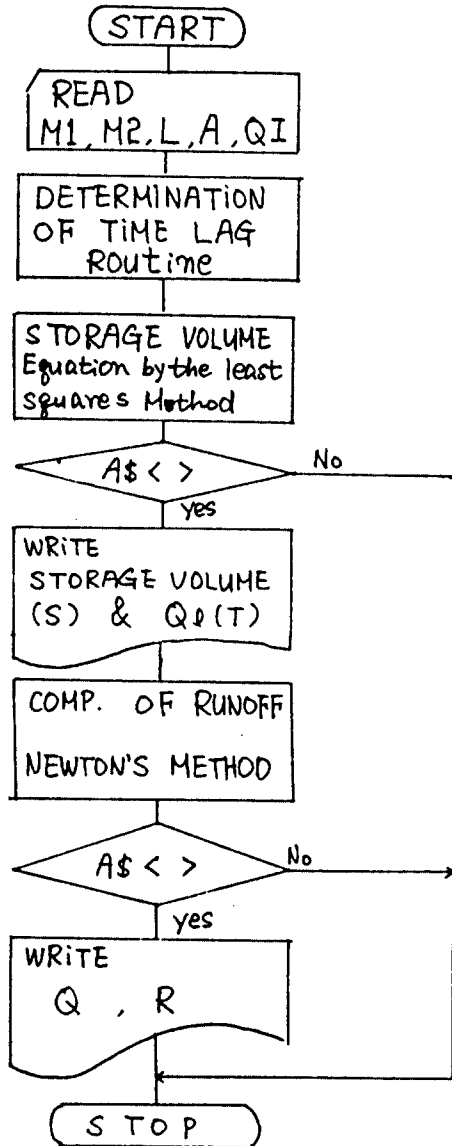 START
READ
M1, M2, L, A, QI
DETERMINATION
OF TIME LAG
Routine
STORAGE VOLUME
Equation by the least
squares Method
A$ < >
No
yes
WRITE
STORAGE VOLUME
(S) & Ql(T)
COMP. OF RUNOFF
NEWTON'S METHOD
A$ < >
No
yes
WRITE
Q , R
STOP